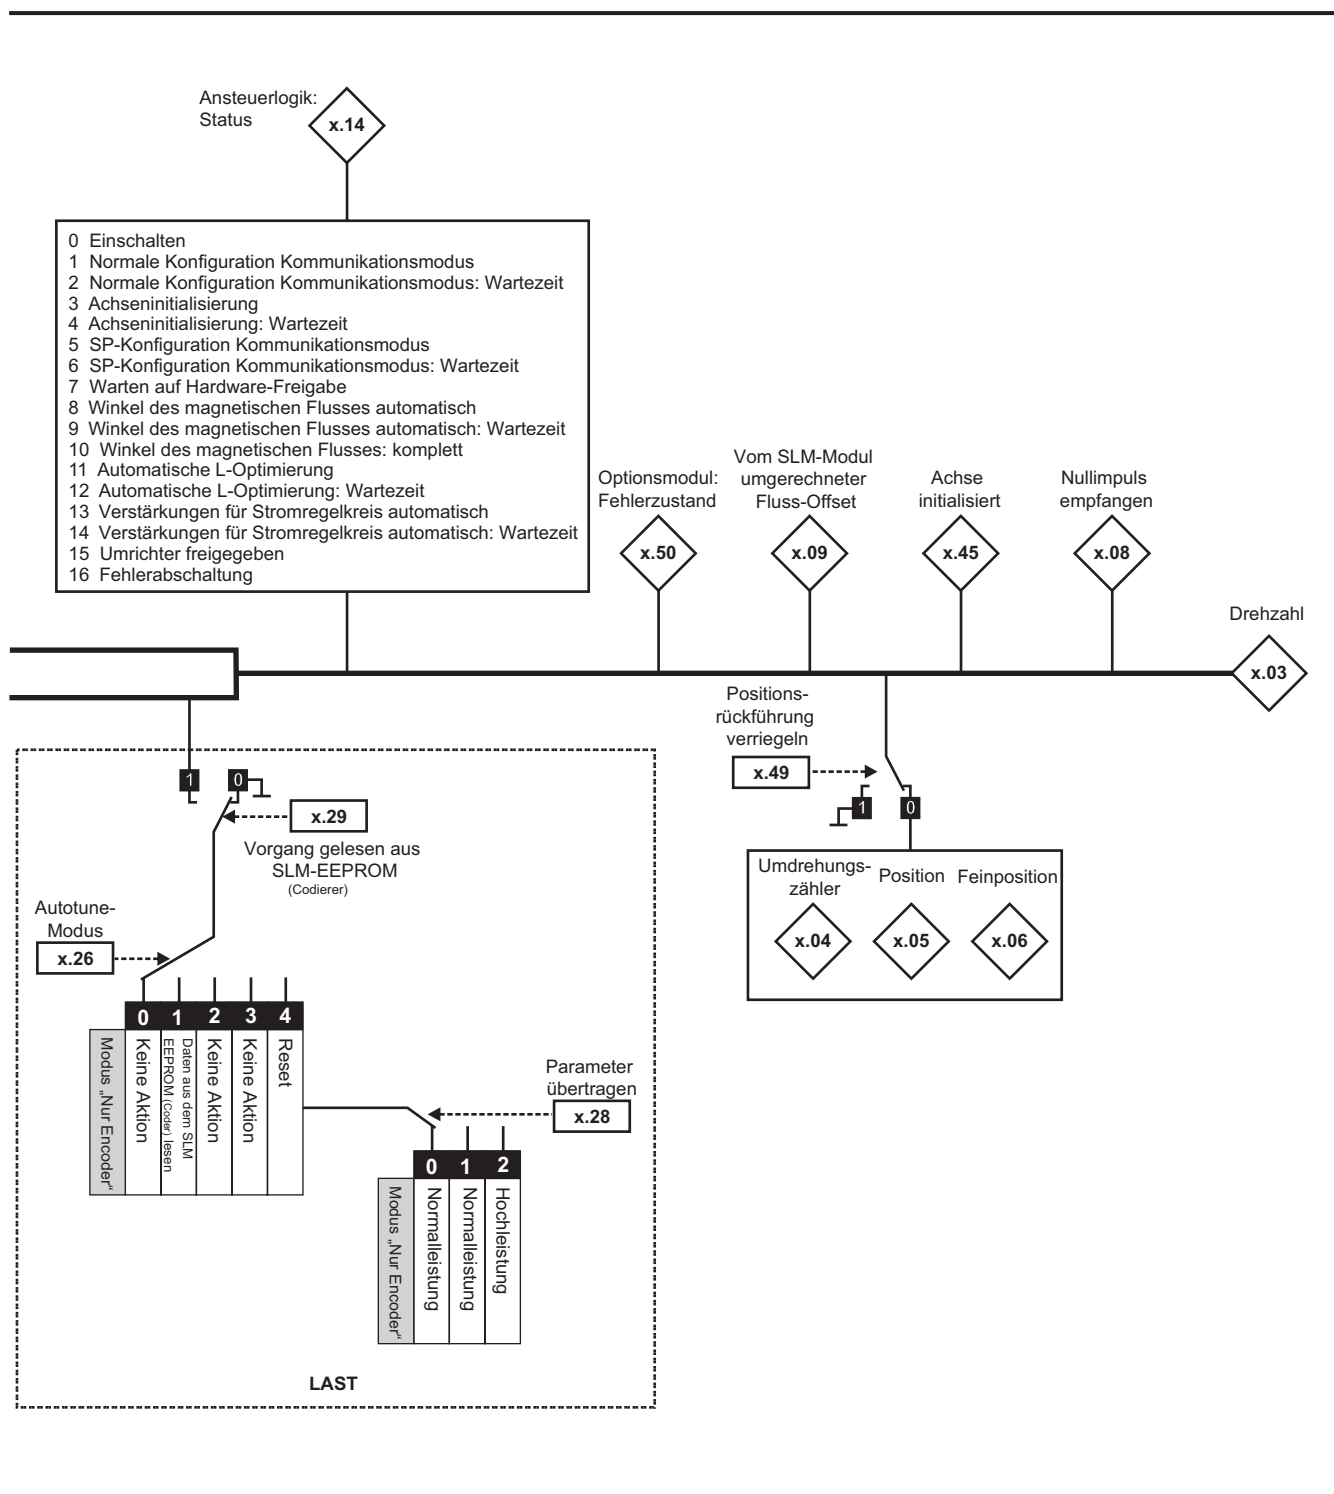 Ansteuerlogik:
Status
x.14
0 Einschalten
1 Normale Konfiguration Kommunikationsmodus
2 Normale Konfiguration Kommunikationsmodus: Wartezeit
3 Achseninitialisierung
4 Achseninitialisierung: Wartezeit
5 SP-Konfiguration Kommunikationsmodus
6 SP-Konfiguration Kommunikationsmodus: Wartezeit
7 Warten auf Hardware-Freigabe
8 Winkel des magnetischen Flusses automatisch
9 Winkel des magnetischen Flusses automatisch: Wartezeit
10 Winkel des magnetischen Flusses: komplett
11 Automatische L-Optimierung
12 Automatische L-Optimierung: Wartezeit
13 Verstärkungen für Stromregelkreis automatisch
14 Verstärkungen für Stromregelkreis automatisch: Wartezeit
15 Umrichter freigegeben
16 Fehlerabschaltung
Optionsmodul:
Fehlerzustand
x.50
Vom SLM-Modul
umgerechneter
Fluss-Offset
x.09
Achse
initialisiert
x.45
Nullimpuls
empfangen
x.08
Drehzahl
x.03
Positions-
rückführung
verriegeln
x.49
1
0
Umdrehungs-
zähler
x.04
Position
x.05
Feinposition
x.06
1
0
x.29
Vorgang gelesen aus
SLM-EEPROM
(Codierer)
Autotune-
Modus
x.26
0 1 2 3 4
Modus „Nur Encoder“
Keine Aktion
Daten aus dem SLM
EEPROM (Coder) lesen
Keine Aktion
Keine Aktion
Reset
Parameter
übertragen
x.28
0 1 2
Modus „Nur Encoder“
Normalleistung
Normalleistung
Hochleistung
LAST